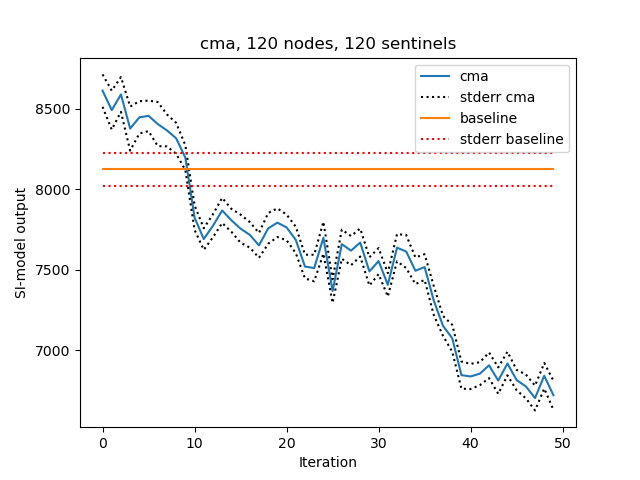 cma, 120 nodes, 120 sentinels
cma
stderr cma
baseline
stderr baseline
SI-model output
8500
8000
7500
7000
0 10 20 30 40 50
Iteration